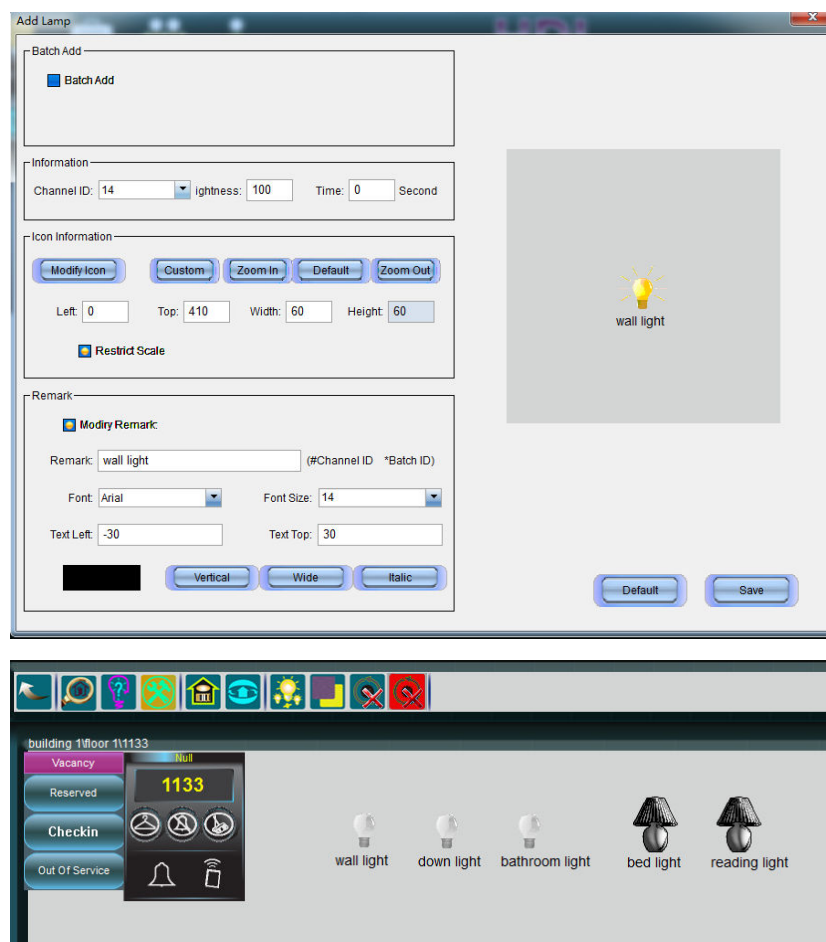 Add Lamp
Batch Add
Batch Add
Information
Channel ID: 14 ightness: 100 Time: 0 Second
Icon Information
Modify Icon Custom Zoom In Default Zoom Out
Left: 0 Top: 410 Width: 60 Height: 60
Restrict Scale
wall light
Remark
Modiry Remark:
Remark: wall light (#Channel ID *Batch ID)
Font: Arial Font Size: 14
Text Left: -30 Text Top: 30
Vertical Wide Italic
Default Save
building 1\floor 1\1133
Vacancy Null
Reserved 1133
Checkin
Out Of Service
wall light down light bathroom light bed light reading light